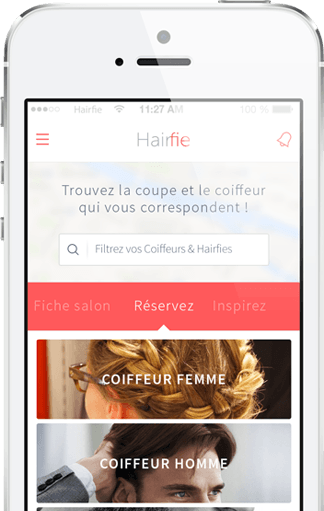 Hairfie 11:27 AM 100 %
Hairfie
Trouvez la coupe et le coiffeur
qui vous correspondent !
Filtrez vos Coiffeurs & Hairfies
Fiche salon Réservez Inspirez
COIFFEUR FEMME
COIFFEUR HOMME